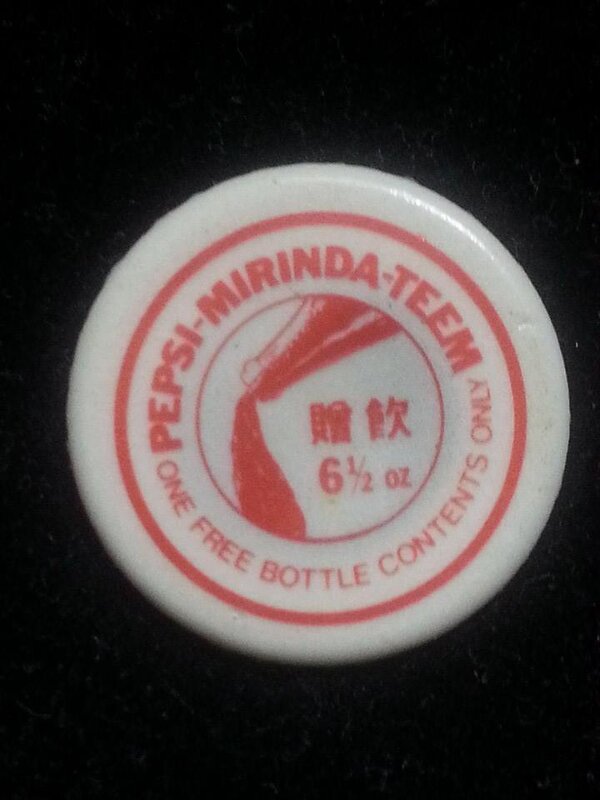 PEPSI-MIRINDA-TEEM
贈飲
6½ oz
ONE FREE BOTTLE CONTENTS ONLY